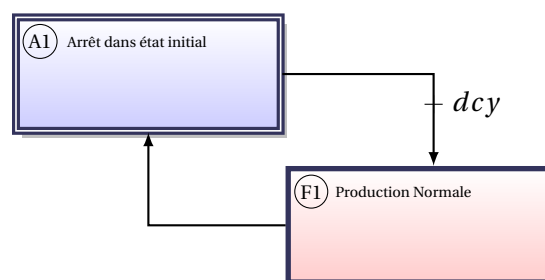 A1 Arrêt dans état initial
dcy
F1 Production Normale